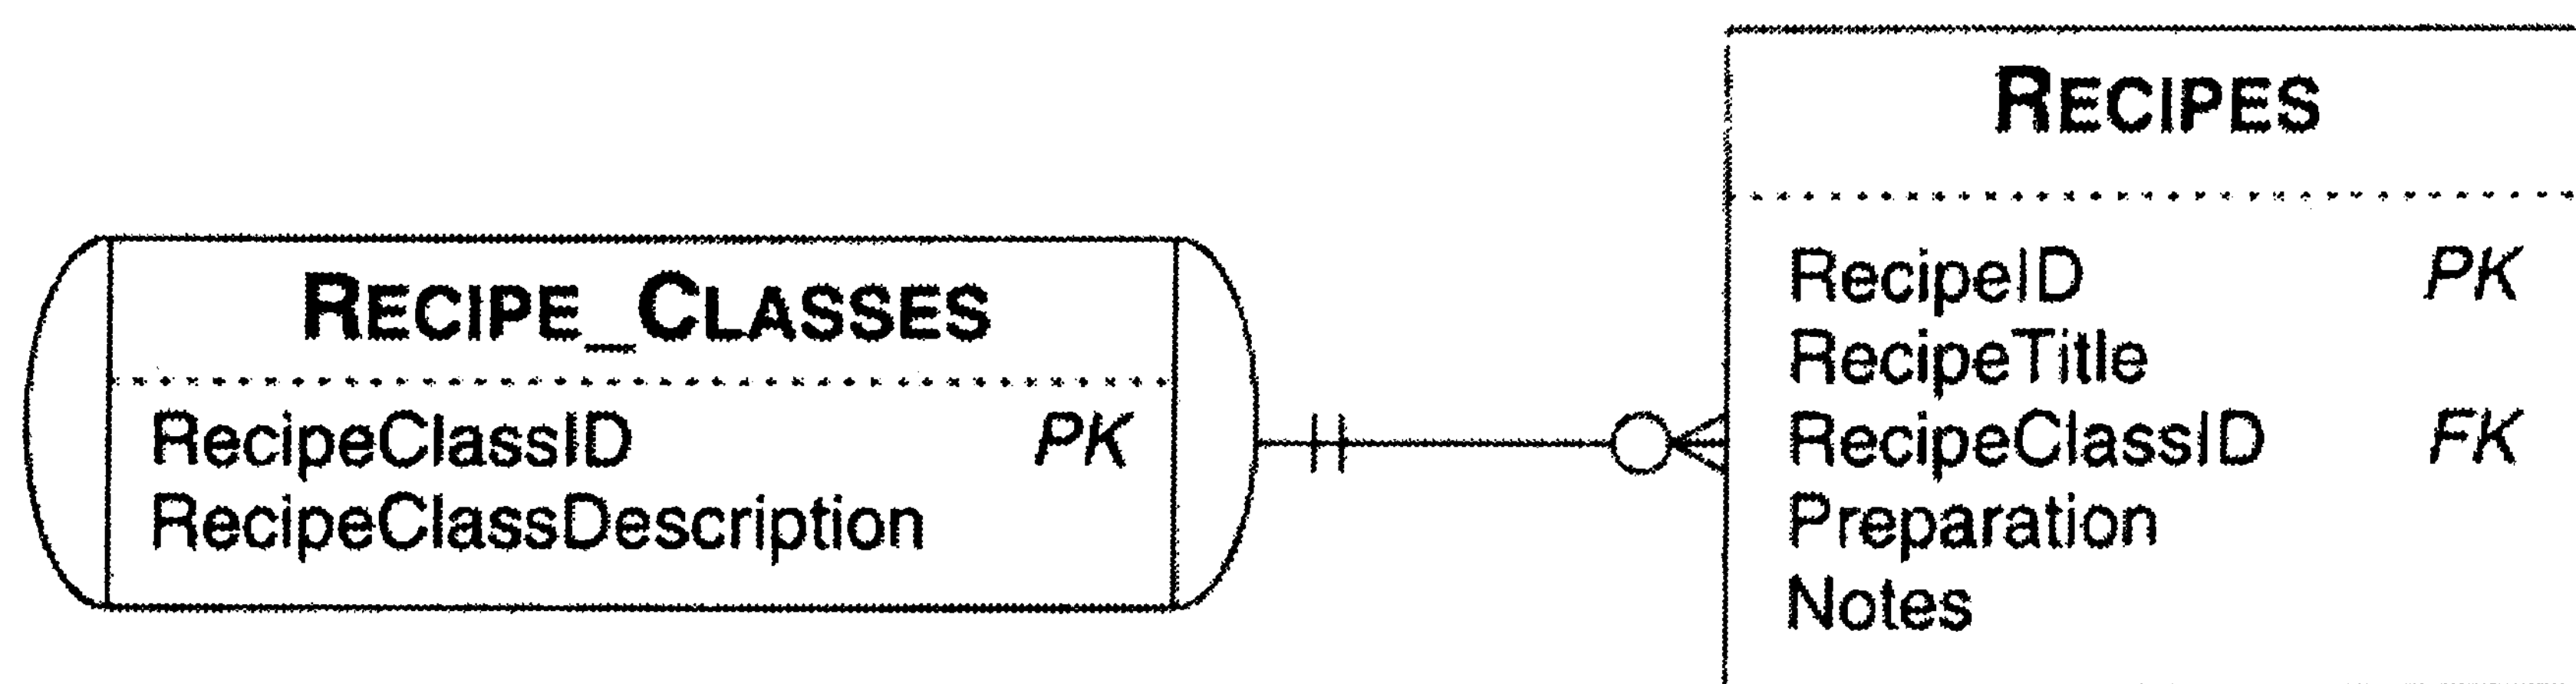 RECIPE_CLASSES
RecipeClassID PK
RecipeClassDescription
RECIPES
RecipeID PK
RecipeTitle
RecipeClassID FK
Preparation
Notes